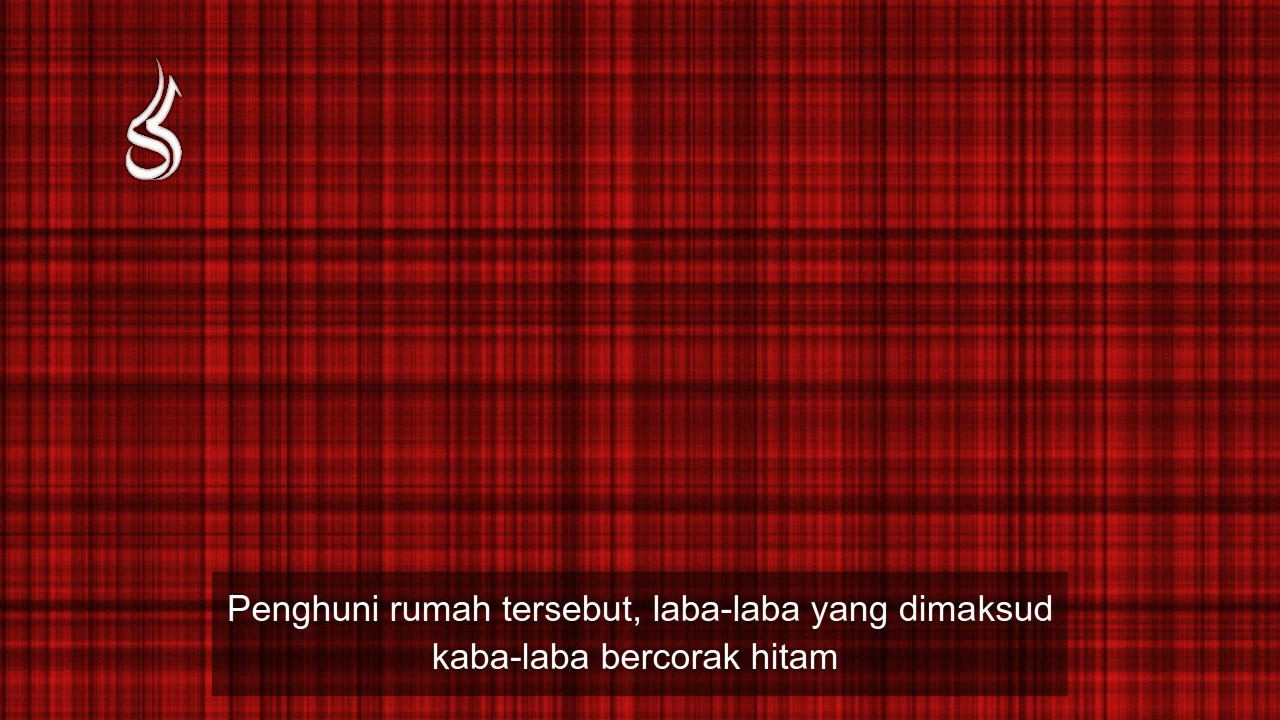 Penghuni rumah tersebut, laba-laba yang dimaksud
kaba-laba bercorak hitam